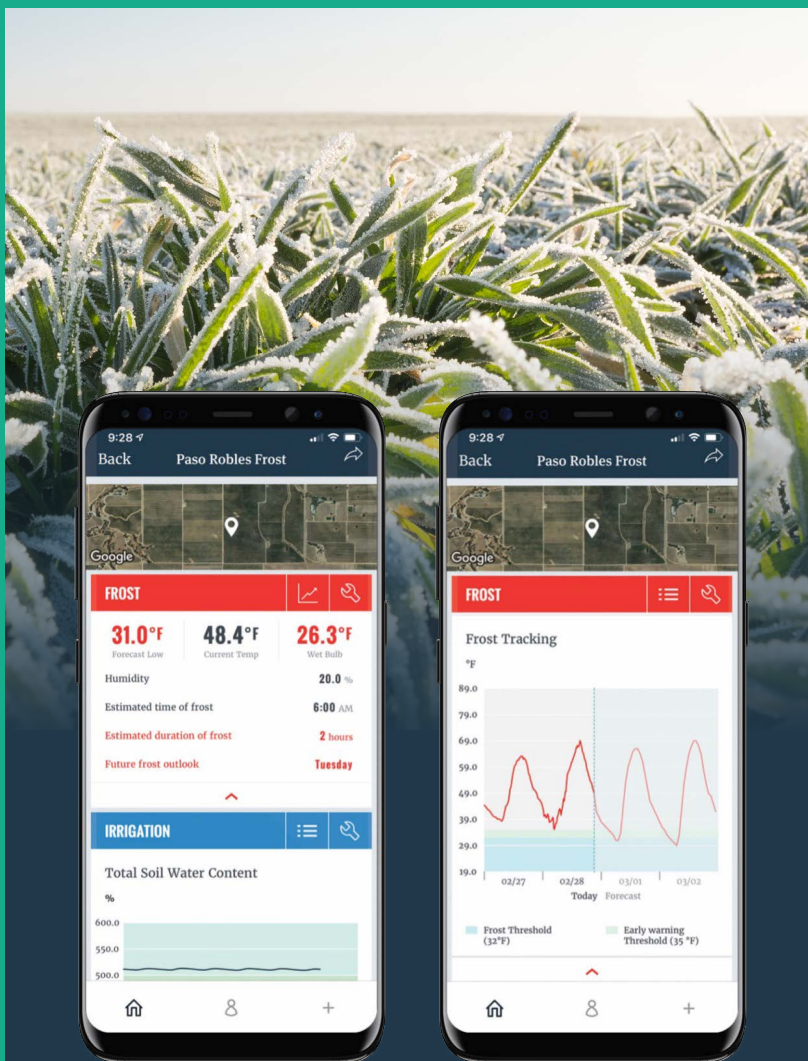 9:28
Back Paso Robles Frost
Google
FROST
31.0°F 48.4°F 26.3°F
Forecast Low Current Temp Wet Bulb
Humidity 20.0 %
Estimated time of frost 6:00 AM
Estimated duration of frost 2 hours
Future frost outlook Tuesday
IRRIGATION
Total Soil Water Content
%
600.0
550.0
500.0
9:28
Back Paso Robles Frost
Google
FROST
Frost Tracking
°F
89.0
79.0
69.0
59.0
49.0
39.0
29.0
19.0
02/27 02/28 03/01 03/02
Today Forecast
Frost Threshold
(32°F)
Early warning
Threshold (35 °F)